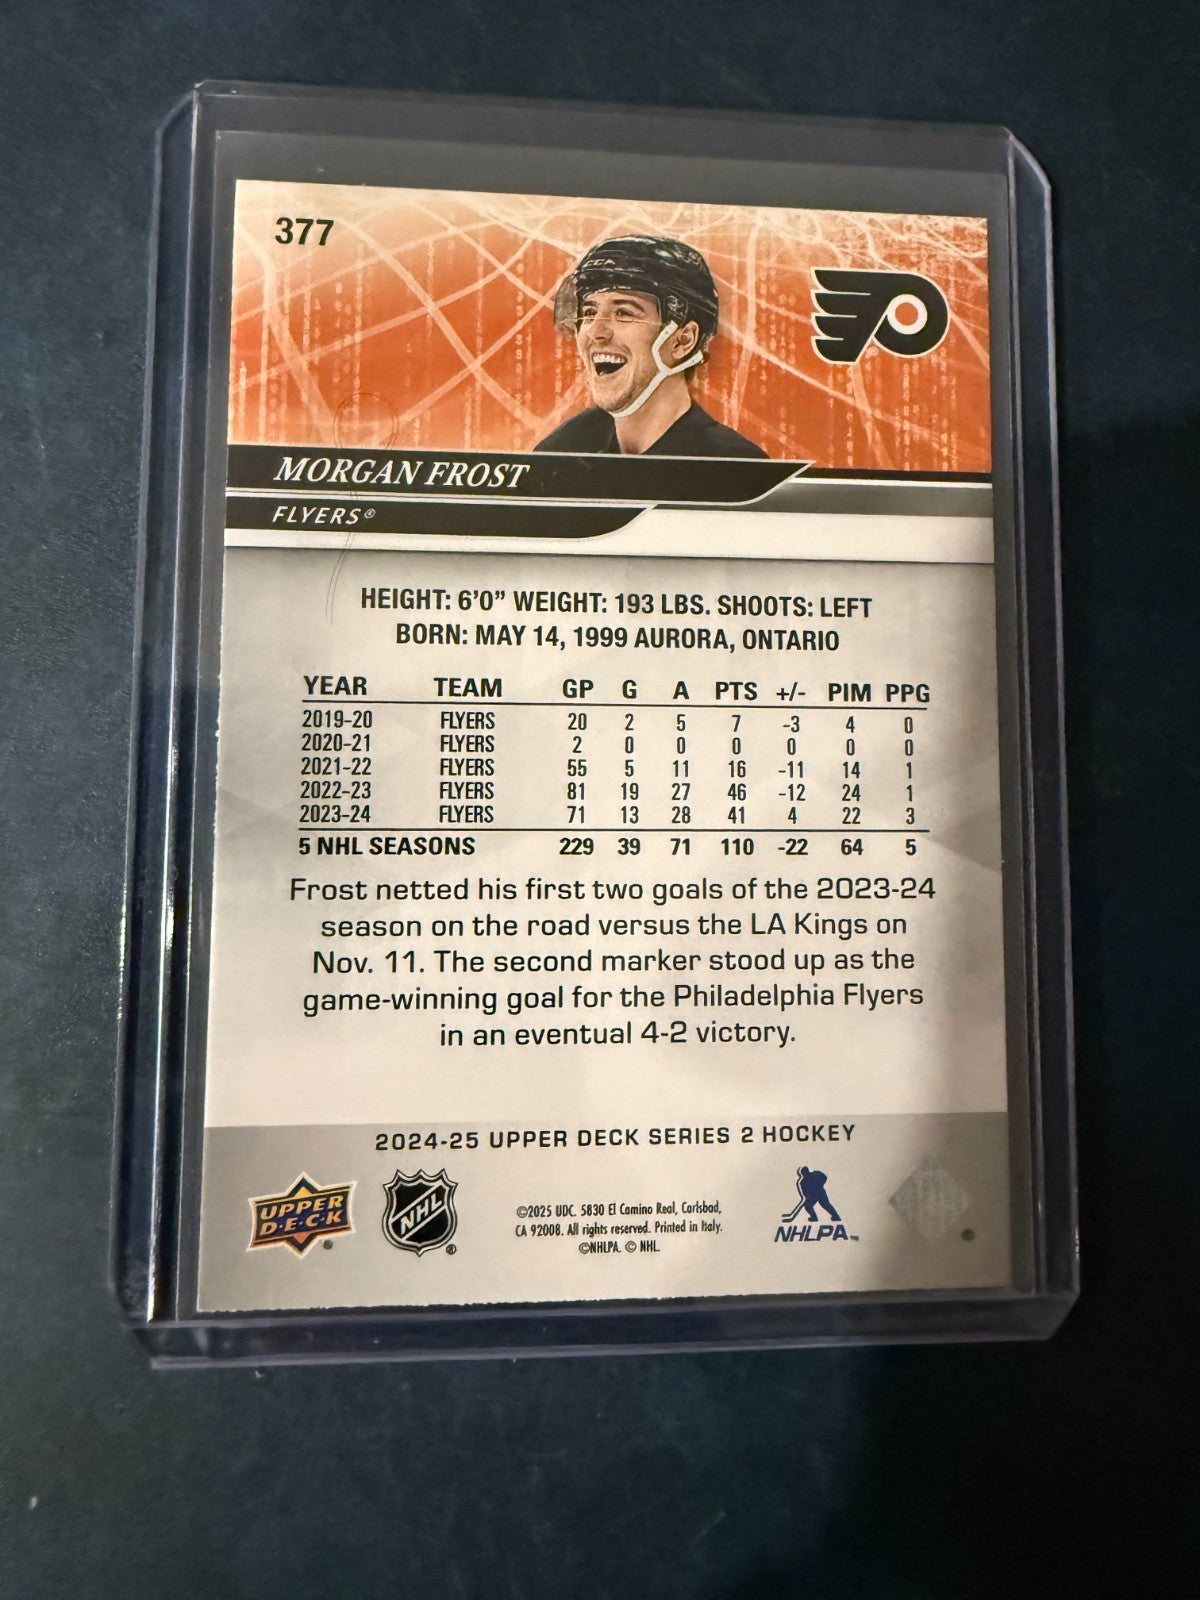 377
CCM
MORGAN FROST
FLYERS®
HEIGHT: 6'0" WEIGHT: 193 LBS. SHOOTS: LEFT
BORN: MAY 14, 1999 AURORA, ONTARIO
YEAR TEAM GP G A PTS +/- PIM PPG
2019-20 FLYERS 20 2 5 7 -3 4 0
2020-21 FLYERS 2 0 0 0 0 0 0
2021-22 FLYERS 55 5 11 16 -11 14 1
2022-23 FLYERS 81 19 27 46 -12 24 1
2023-24 FLYERS 71 13 28 41 4 22 3
5 NHL SEASONS 229 39 71 110 -22 64 5
Frost netted his first two goals of the 2023-24
season on the road versus the LA Kings on
Nov. 11. The second marker stood up as the
game-winning goal for the Philadelphia Flyers
in an eventual 4-2 victory.
2024-25 UPPER DECK SERIES 2 HOCKEY
UPPER
D·E·C·K
NHL
®
©2025 UDC. 5830 El Camino Real, Carlsbad,
CA 92008. All rights reserved. Printed in Italy.
©NHLPA. © NHL.
NHLPA™